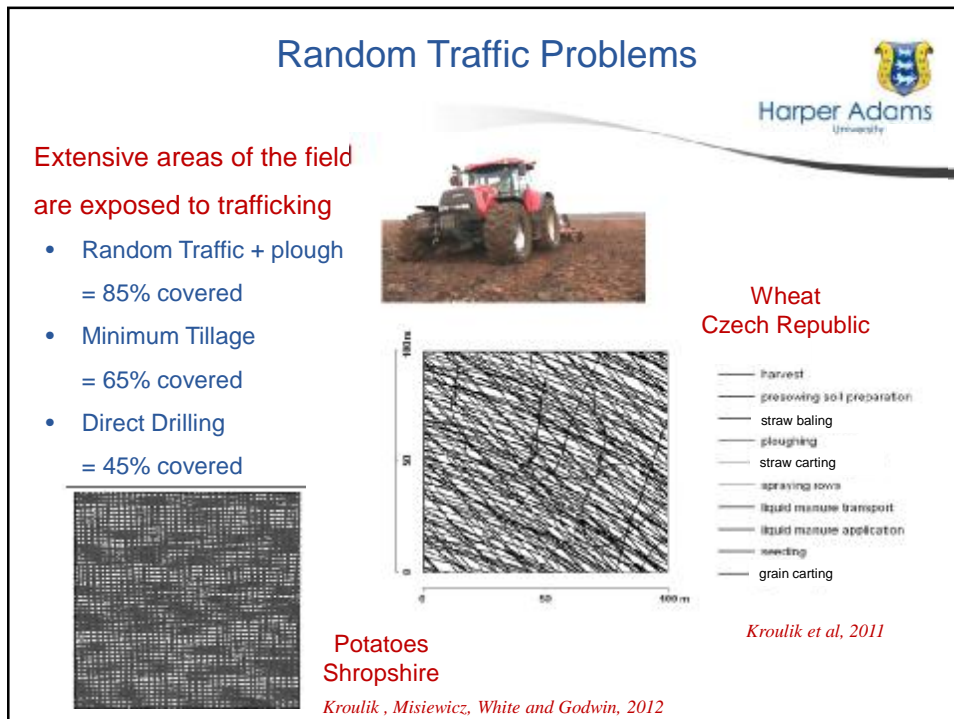 Random Traffic Problems
Harper Adams
University
Extensive areas of the field
are exposed to trafficking
• Random Traffic + plough
= 85% covered
• Minimum Tillage
= 65% covered
• Direct Drilling
= 45% covered
Wheat
Czech Republic
100 m
50
0
0
50
100 m
harvest
presowing soil preparation
straw baling
ploughing
straw carting
spraying rows
liquid manure transport
liquid manure application
seeding
grain carting
Kroulik et al, 2011
Potatoes
Shropshire
Kroulik , Misiewicz, White and Godwin, 2012